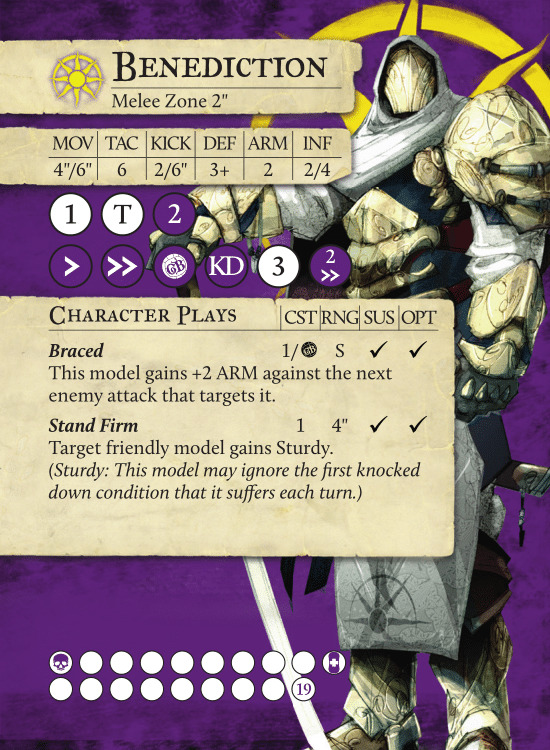 BENEDICTION
Melee Zone 2"
MOV TAC KICK DEF ARM INF
4"/6" 6 2/6" 3+ 2 2/4
1 T 2
> >> GB KD 3 2 >>
CHARACTER PLAYS CST RNG SUS OPT
Braced 1/GB S ✓ ✓
This model gains +2 ARM against the next
enemy attack that targets it.
Stand Firm 1 4" ✓ ✓
Target friendly model gains Sturdy.
(Sturdy: This model may ignore the first knocked
down condition that it suffers each turn.)
19